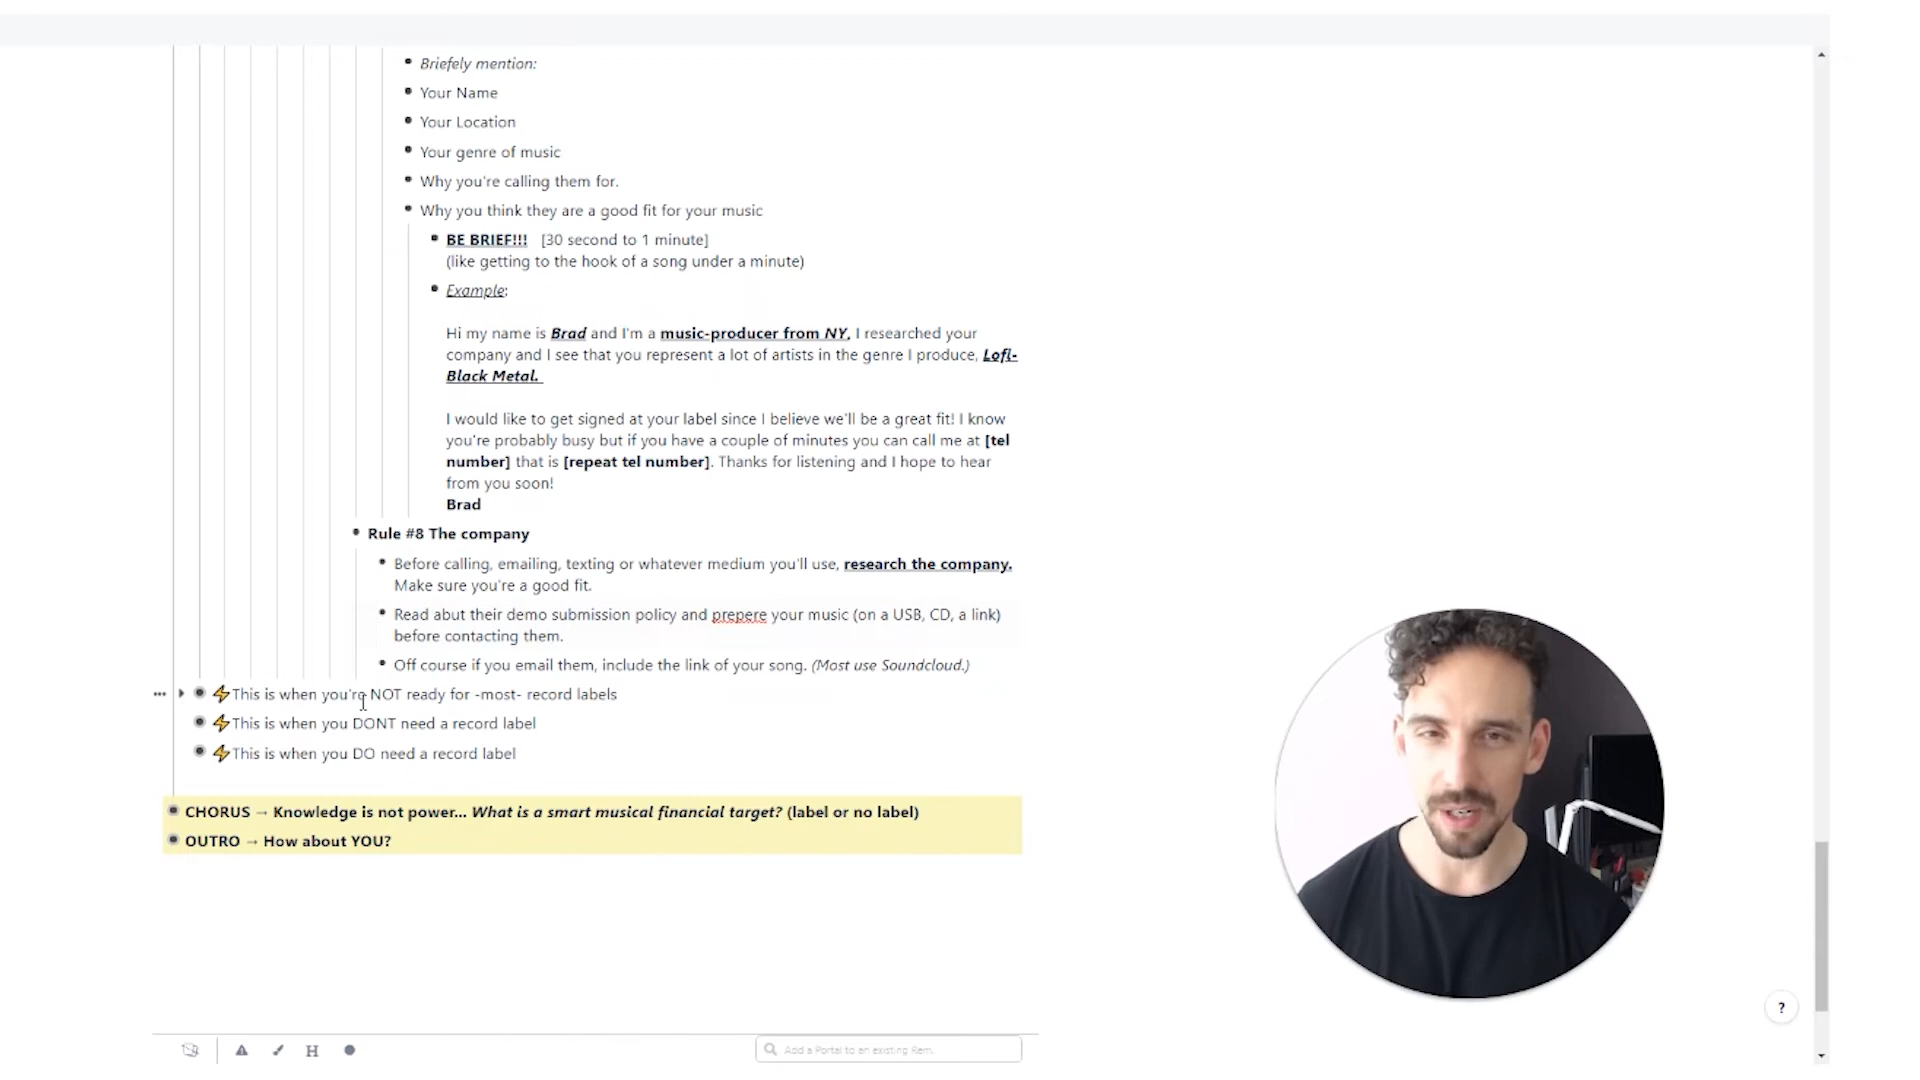 Briefely mention:
Your Name
Your Location
Your genre of music
Why you're calling them for.
Why you think they are a good fit for your music
BE BRIEF!!! [30 second to 1 minute]
(like getting to the hook of a song under a minute)
Example:
Hi my name is Brad and I'm a music-producer from NY, I researched your
company and I see that you represent a lot of artists in the genre I produce, Lofi-
Black Metal.
I would like to get signed at your label since I believe we'll be a great fit! I know
you're probably busy but if you have a couple of minutes you can call me at [tel
number] that is [repeat tel number]. Thanks for listening and I hope to hear
from you soon!
Brad
Rule #8 The company
Before calling, emailing, texting or whatever medium you'll use, research the company.
Make sure you're a good fit.
Read abut their demo submission policy and prepere your music (on a USB, CD, a link)
before contacting them.
Off course if you email them, include the link of your song. (Most use Soundcloud.)
⚡This is when you're NOT ready for -most- record labels
⚡This is when you DONT need a record label
⚡This is when you DO need a record label
CHORUS → Knowledge is not power... What is a smart musical financial target? (label or no label)
OUTRO → How about YOU?
?
H
Add a Portal to an existing Rem.